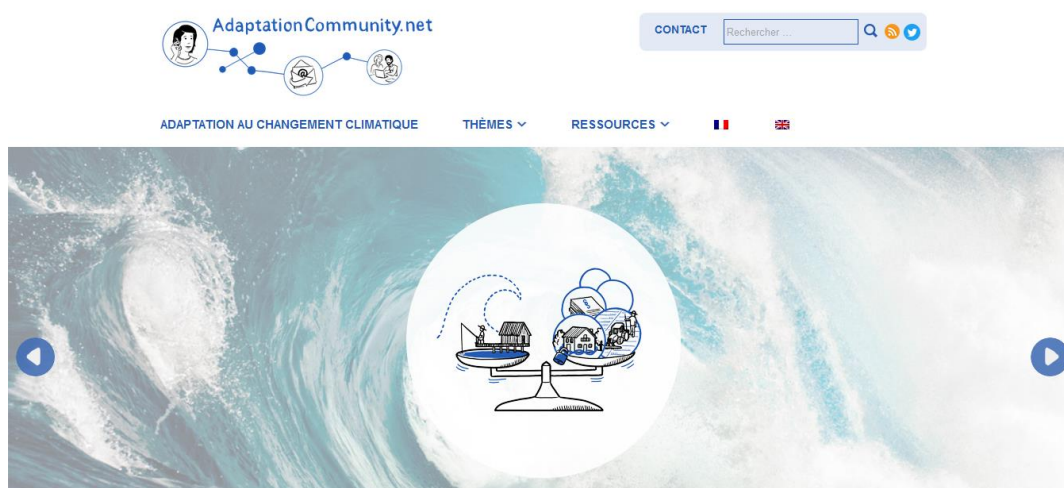 AdaptationCommunity.net
CONTACT
Rechercher ...
ADAPTATION AU CHANGEMENT CLIMATIQUE
THÈMES
RESSOURCES